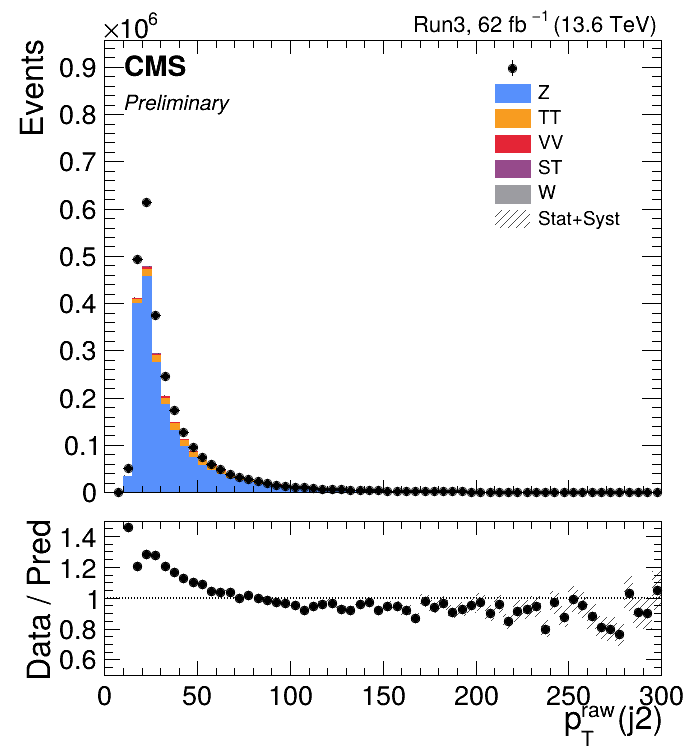 ×10^6
Run3, 62 fb^-1 (13.6 TeV)
CMS
Preliminary
Events
0.9
0.8
0.7
0.6
0.5
0.4
0.3
0.2
0.1
0
Z
TT
VV
ST
W
Stat+Syst
Data / Pred
1.4
1.2
1
0.8
0.6
0 50 100 150 200 250 300
p_T^raw(j2)